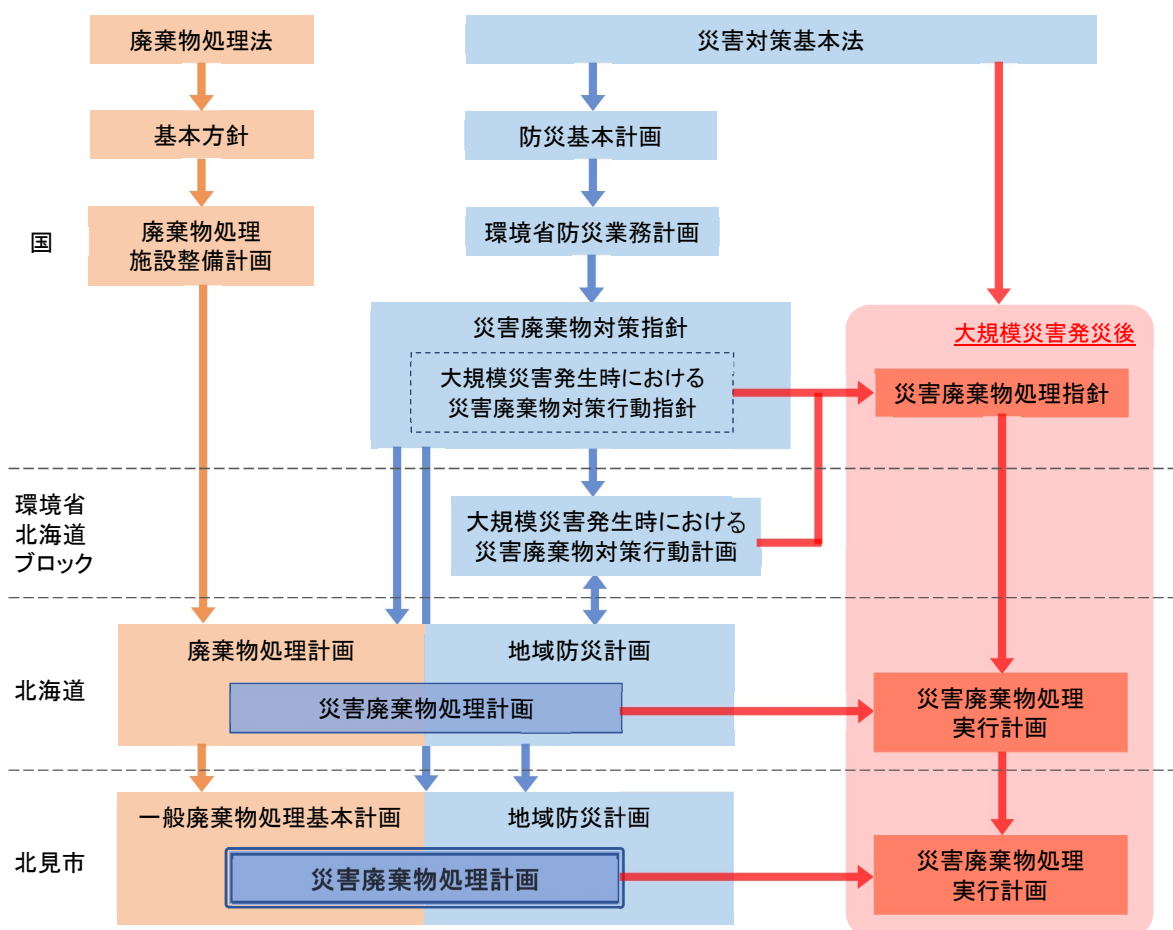 廃棄物処理法
災害対策基本法
基本方針
防災基本計画
国
廃棄物処理
施設整備計画
環境省防災業務計画
災害廃棄物対策指針
大規模災害発生時における
災害廃棄物対策行動指針
大規模災害発災後
災害廃棄物処理指針
環境省
北海道
ブロック
大規模災害発生時における
災害廃棄物対策行動計画
北海道
廃棄物処理計画
地域防災計画
災害廃棄物処理計画
災害廃棄物処理
実行計画
北見市
一般廃棄物処理基本計画
地域防災計画
災害廃棄物処理計画
災害廃棄物処理
実行計画